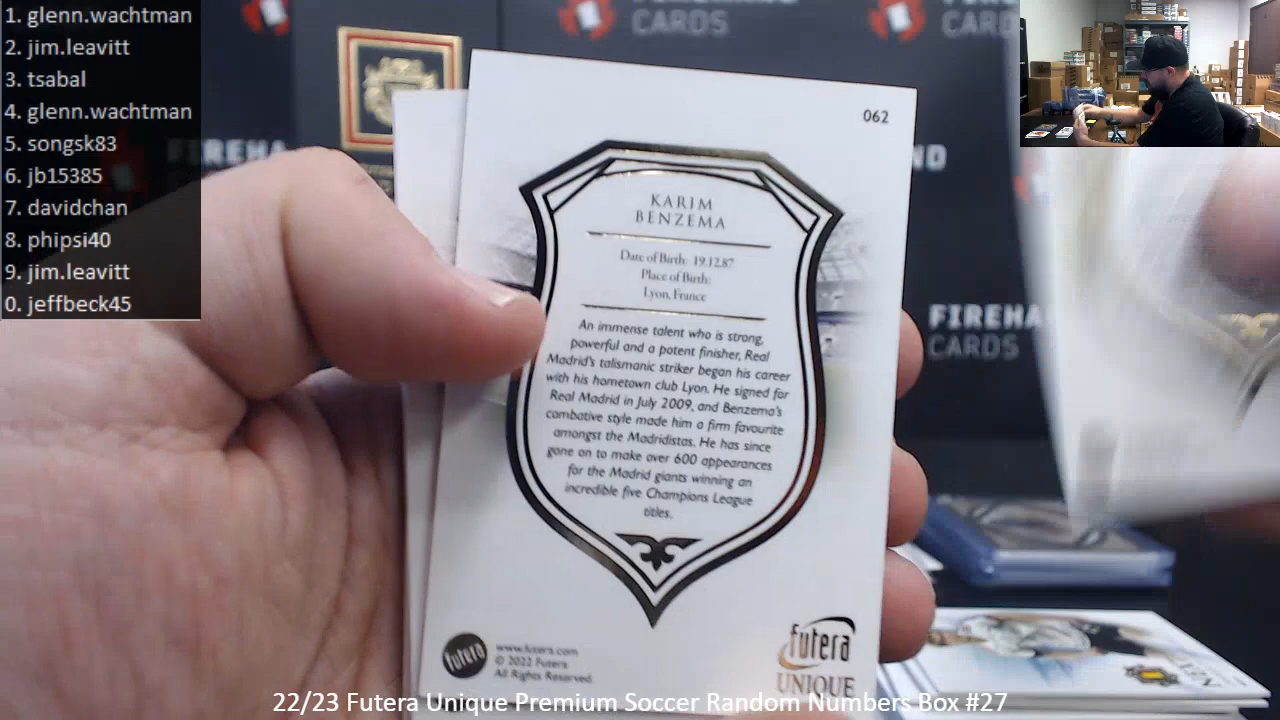 1. glenn.wachtman
2. jim.leavitt
3. tsabal
4. glenn.wachtman
5. songsk83
6. jb15385
7. davidchan
8. phipsi40
9. jim.leavitt
0. jeffbeck45
CARDS
FIREHA
ND
FIREHA
CARDS
062
KARIM
BENZEMA
Date of Birth: 19.12.87
Place of Birth:
Lyon, France
An immense talent who is strong,
powerful and a potent finisher, Real
Madrid's talismanic striker began his career
with his hometown club Lyon. He signed for
Real Madrid in July 2009, and Benzema's
combative style made him a firm favourite
amongst the Madridistas. He has since
gone on to make over 600 appearances
for the Madrid giants winning an
incredible five Champions League
titles.
futera
www.futera.com
© 2022 Futera
All Rights Reserved.
futera
UNIQUE
22/23 Futera Unique Premium Soccer Random Numbers Box #27